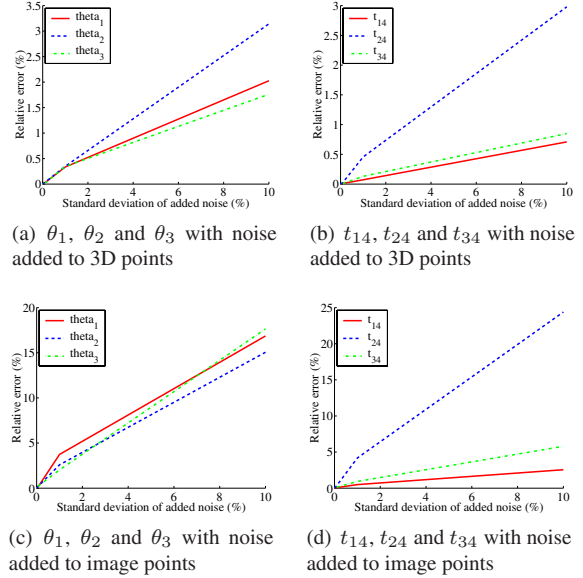 3.5
3
2.5
2
1.5
1
0.5
0
0 2 4 6 8 10
Relative error (%)
Standard deviation of added noise (%)
theta1
theta2
theta3
(a) θ1, θ2 and θ3 with noise
added to 3D points
3
2.5
2
1.5
1
0.5
0
0 2 4 6 8 10
Relative error (%)
Standard deviation of added noise (%)
t14
t24
t34
(b) t14, t24 and t34 with noise
added to 3D points
20
15
10
5
0
0 2 4 6 8 10
Relative error (%)
Standard deviation of added noise (%)
theta1
theta2
theta3
(c) θ1, θ2 and θ3 with noise
added to image points
25
20
15
10
5
0
0 2 4 6 8 10
Relative error (%)
Standard deviation of added noise (%)
t14
t24
t34
(d) t14, t24 and t34 with noise
added to image points